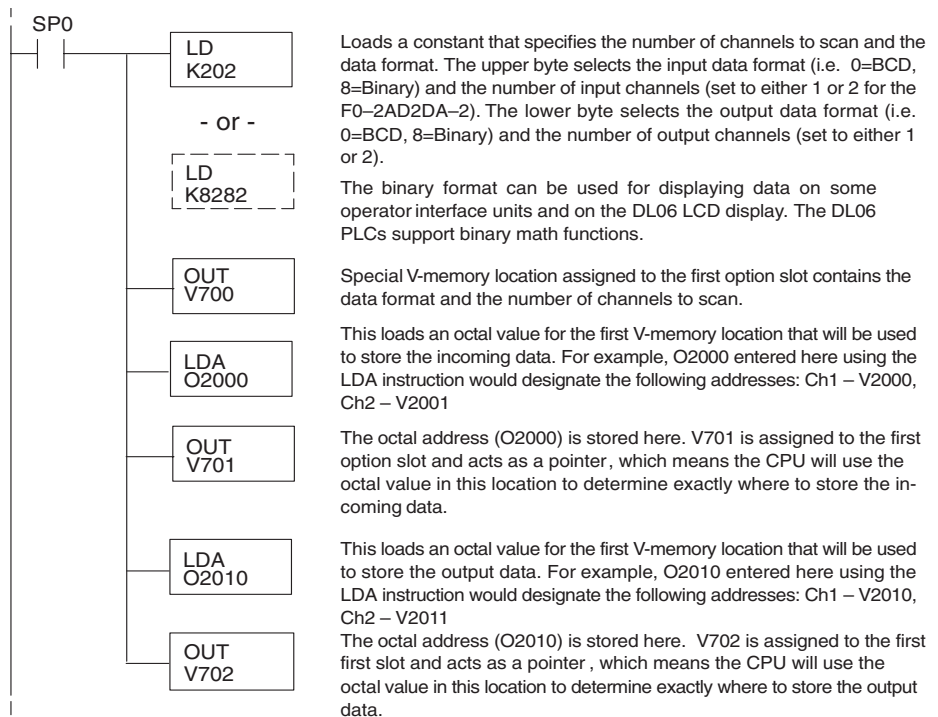 SP0
LD
K202
Loads a constant that specifies the number of channels to scan and the
data format. The upper byte selects the input data format (i.e. 0=BCD,
8=Binary) and the number of input channels (set to either 1 or 2 for the
F0–2AD2DA–2). The lower byte selects the output data format (i.e.
0=BCD, 8=Binary) and the number of output channels (set to either 1
or 2).
- or -
LD
K8282
The binary format can be used for displaying data on some
operator interface units and on the DL06 LCD display. The DL06
PLCs support binary math functions.
OUT
V700
Special V-memory location assigned to the first option slot contains the
data format and the number of channels to scan.
LDA
O2000
This loads an octal value for the first V-memory location that will be used
to store the incoming data. For example, O2000 entered here using the
LDA instruction would designate the following addresses: Ch1 – V2000,
Ch2 – V2001
OUT
V701
The octal address (O2000) is stored here. V701 is assigned to the first
option slot and acts as a pointer, which means the CPU will use the
octal value in this location to determine exactly where to store the in-
coming data.
LDA
O2010
This loads an octal value for the first V-memory location that will be used
to store the output data. For example, O2010 entered here using the
LDA instruction would designate the following addresses: Ch1 – V2010,
Ch2 – V2011
OUT
V702
The octal address (O2010) is stored here. V702 is assigned to the first
first slot and acts as a pointer , which means the CPU will use the
octal value in this location to determine exactly where to store the output
data.